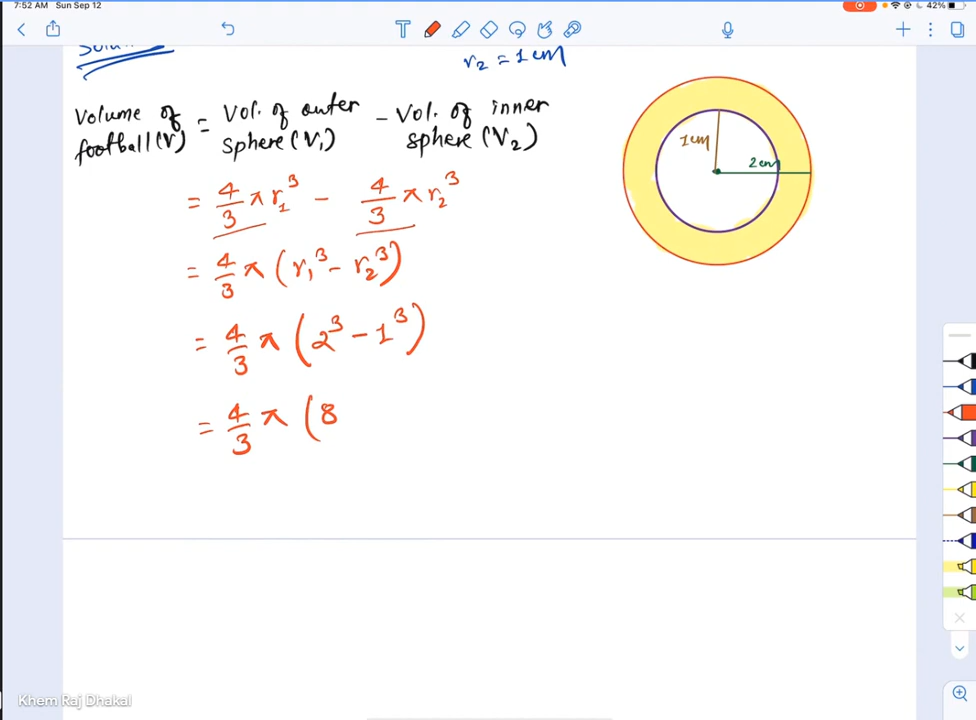 7:52 AM Sun Sep 12
42%
Solution
r₂ = 1 cm
Volume of football (V) = Vol. of outer sphere (V₁) – Vol. of inner sphere (V₂)
= 4/3 π r₁³ – 4/3 π r₂³
= 4/3 π (r₁³ – r₂³)
= 4/3 π (2³ – 1³)
= 4/3 π (8
1cm
2cm
Khem Raj Dhakal